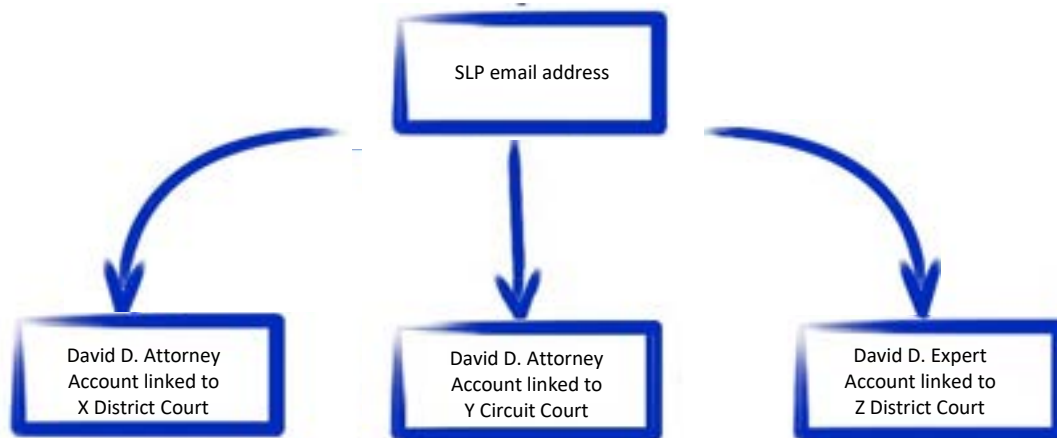 SLP email address
David D. Attorney
Account linked to
X District Court
David D. Attorney
Account linked to
Y Circuit Court
David D. Expert
Account linked to
Z District Court